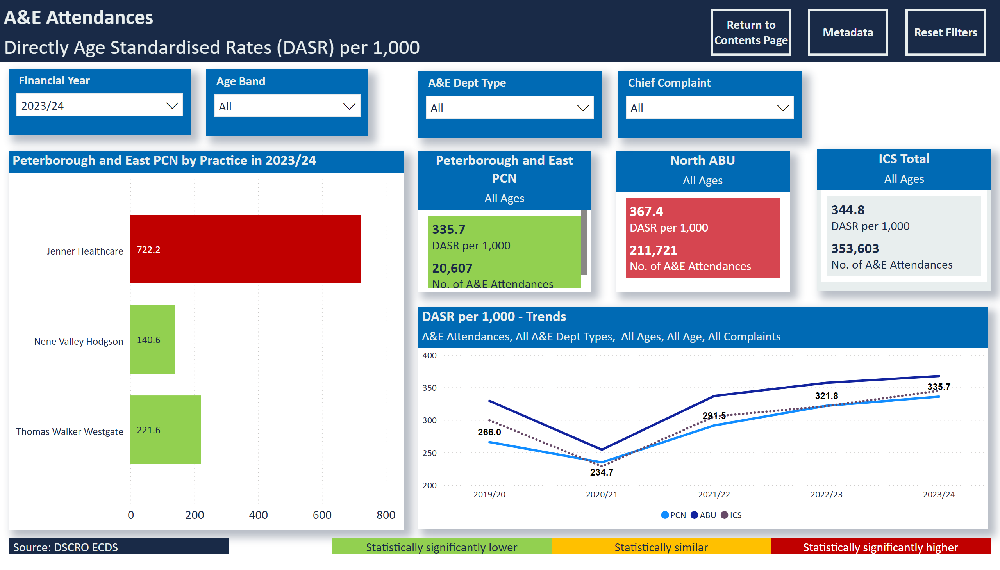 A&E Attendances
Directly Age Standardised Rates (DASR) per 1,000
Return to
Contents Page
Metadata
Reset Filters
Financial Year
2023/24
Age Band
All
A&E Dept Type
All
Chief Complaint
All
Peterborough and East PCN by Practice in 2023/24
Jenner Healthcare
722.2
Nene Valley Hodgson
140.6
Thomas Walker Westgate
221.6
0 200 400 600 800
Peterborough and East
PCN
All Ages
335.7
DASR per 1,000
20,607
No. of A&E Attendances
North ABU
All Ages
367.4
DASR per 1,000
211,721
No. of A&E Attendances
ICS Total
All Ages
344.8
DASR per 1,000
353,603
No. of A&E Attendances
DASR per 1,000 - Trends
A&E Attendances, All A&E Dept Types,  All Ages, All Age, All Complaints
400
350
300
250
200
266.0
234.7
291.5
321.8
335.7
2019/20 2020/21 2021/22 2022/23 2023/24
PCN ABU ICS
Source: DSCRO ECDS
Statistically significantly lower
Statistically similar
Statistically significantly higher